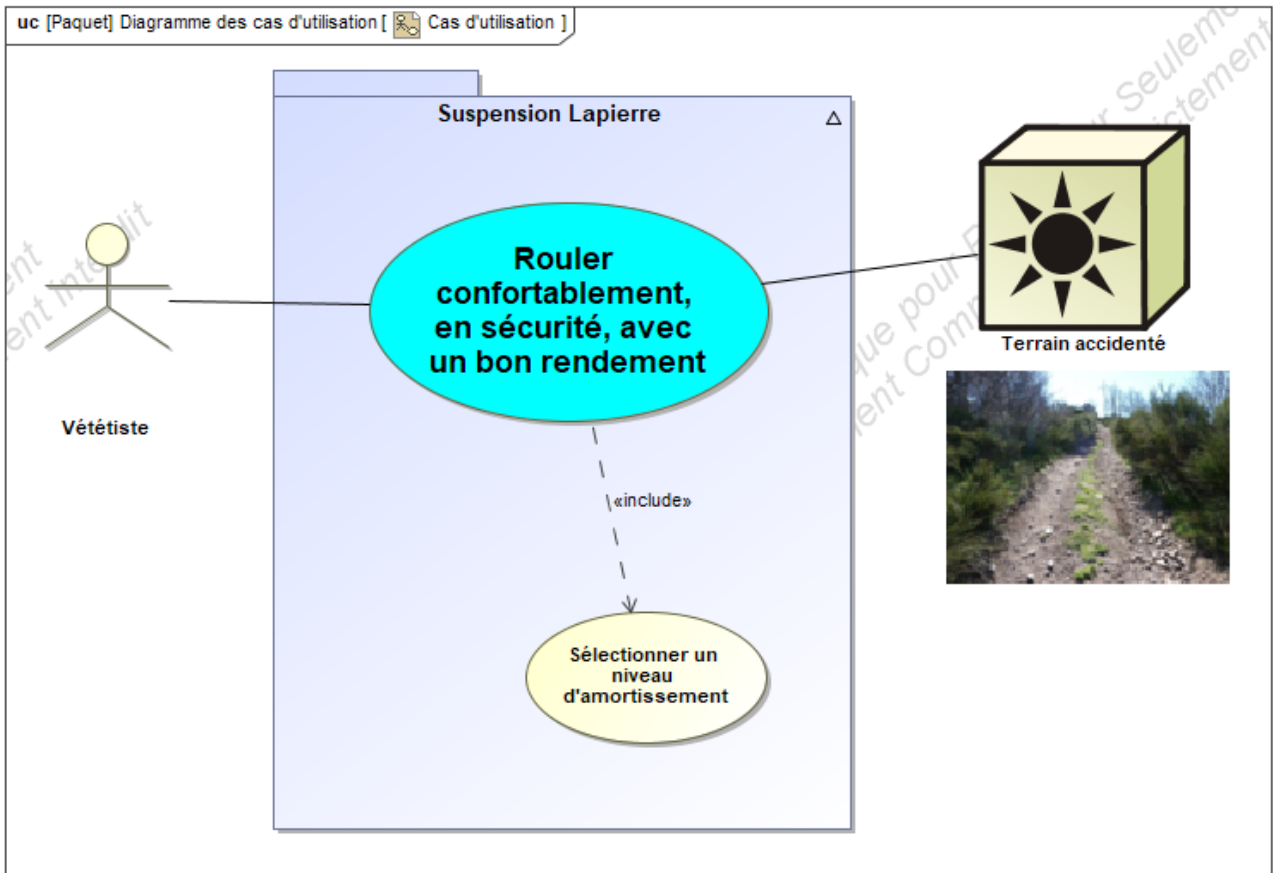 uc [Paquet] Diagramme des cas d'utilisation [ Cas d'utilisation ]
Suspension Lapierre
Rouler
confortablement,
en sécurité, avec
un bon rendement
Vététiste
Terrain accidenté
«include»
Sélectionner un
niveau
d'amortissement